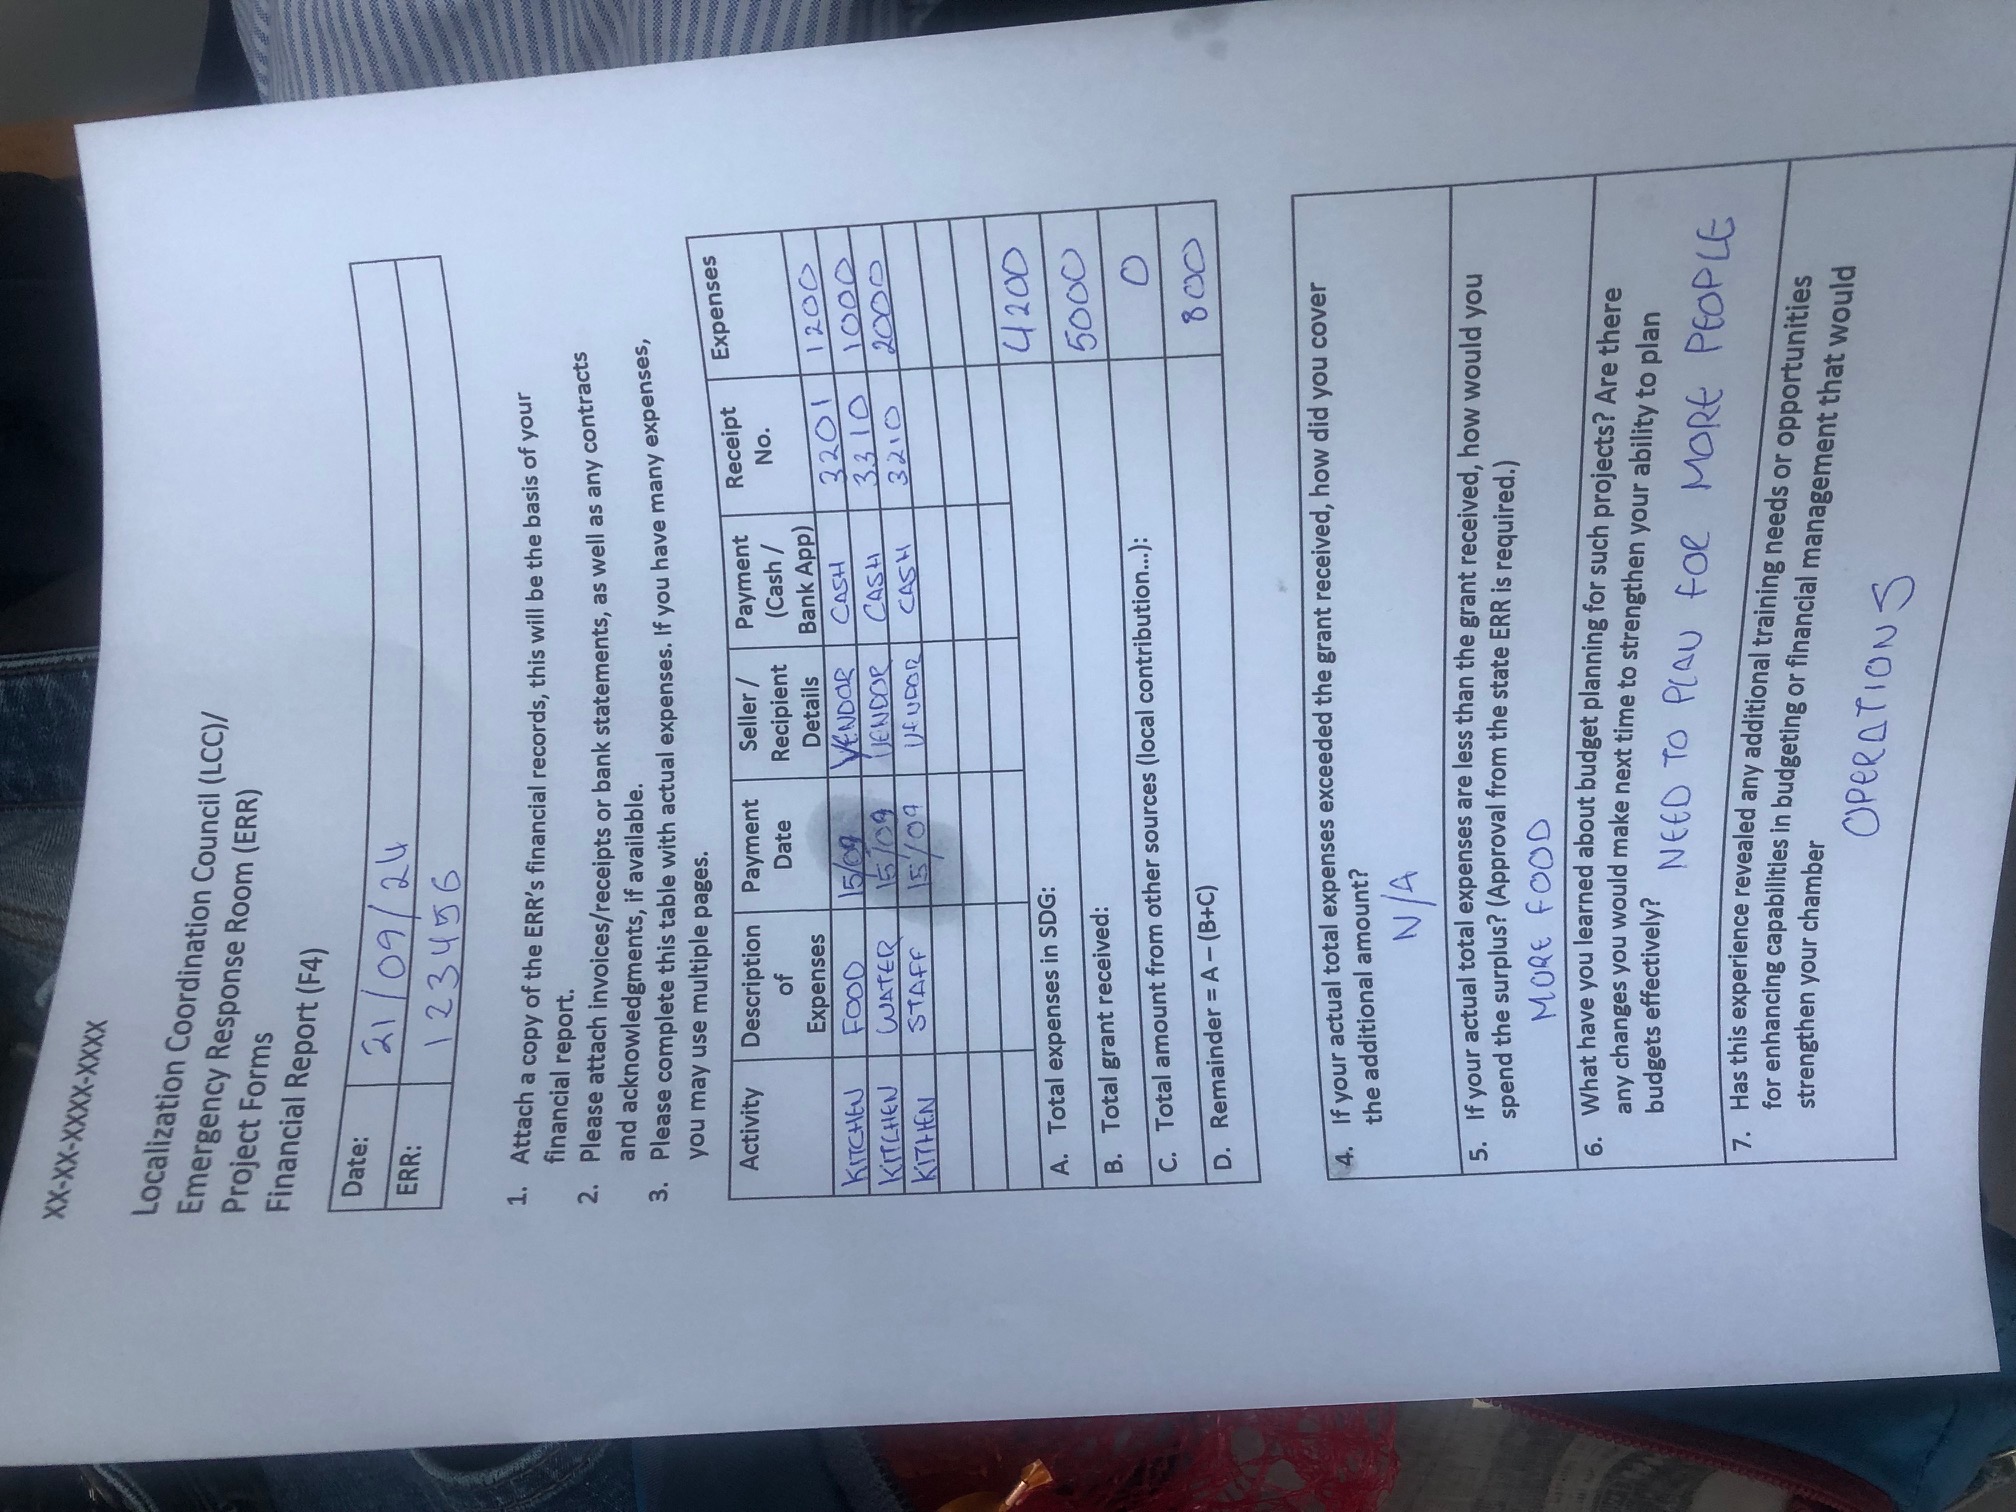 XX-XX-XXXX-XXXX
Localization Coordination Council (LCC)/
Emergency Response Room (ERR)
Project Forms
Financial Report (F4)
Date: 21/09/24
ERR: 123456
1. Attach a copy of the ERR's financial records, this will be the basis of your
financial report.
2. Please attach invoices/receipts or bank statements, as well as any contracts
and acknowledgments, if available.
3. Please complete this table with actual expenses. If you have many expenses,
you may use multiple pages.
Activity Description of Expenses Payment Date Seller / Recipient Details Payment (Cash / Bank App) Receipt No. Expenses
KITCHEN FOOD 15/09 VENDOR CASH 3201 1200
KITCHEN WATER 15/09 VENDOR CASH 3310 1000
KITHEN STAFF 15/09 VENDOR CASH 3210 2000
A. Total expenses in SDG: 4200
B. Total grant received: 5000
C. Total amount from other sources (local contribution...): 0
D. Remainder = A – (B+C) 800
4. If your actual total expenses exceeded the grant received, how did you cover
the additional amount?
N/A
5. If your actual total expenses are less than the grant received, how would you
spend the surplus? (Approval from the state ERR is required.)
MORE FOOD
6. What have you learned about budget planning for such projects? Are there
any changes you would make next time to strengthen your ability to plan
budgets effectively? NEED TO PLAN FOR MORE PEOPLE
7. Has this experience revealed any additional training needs or opportunities
for enhancing capabilities in budgeting or financial management that would
strengthen your chamber
OPERATIONS